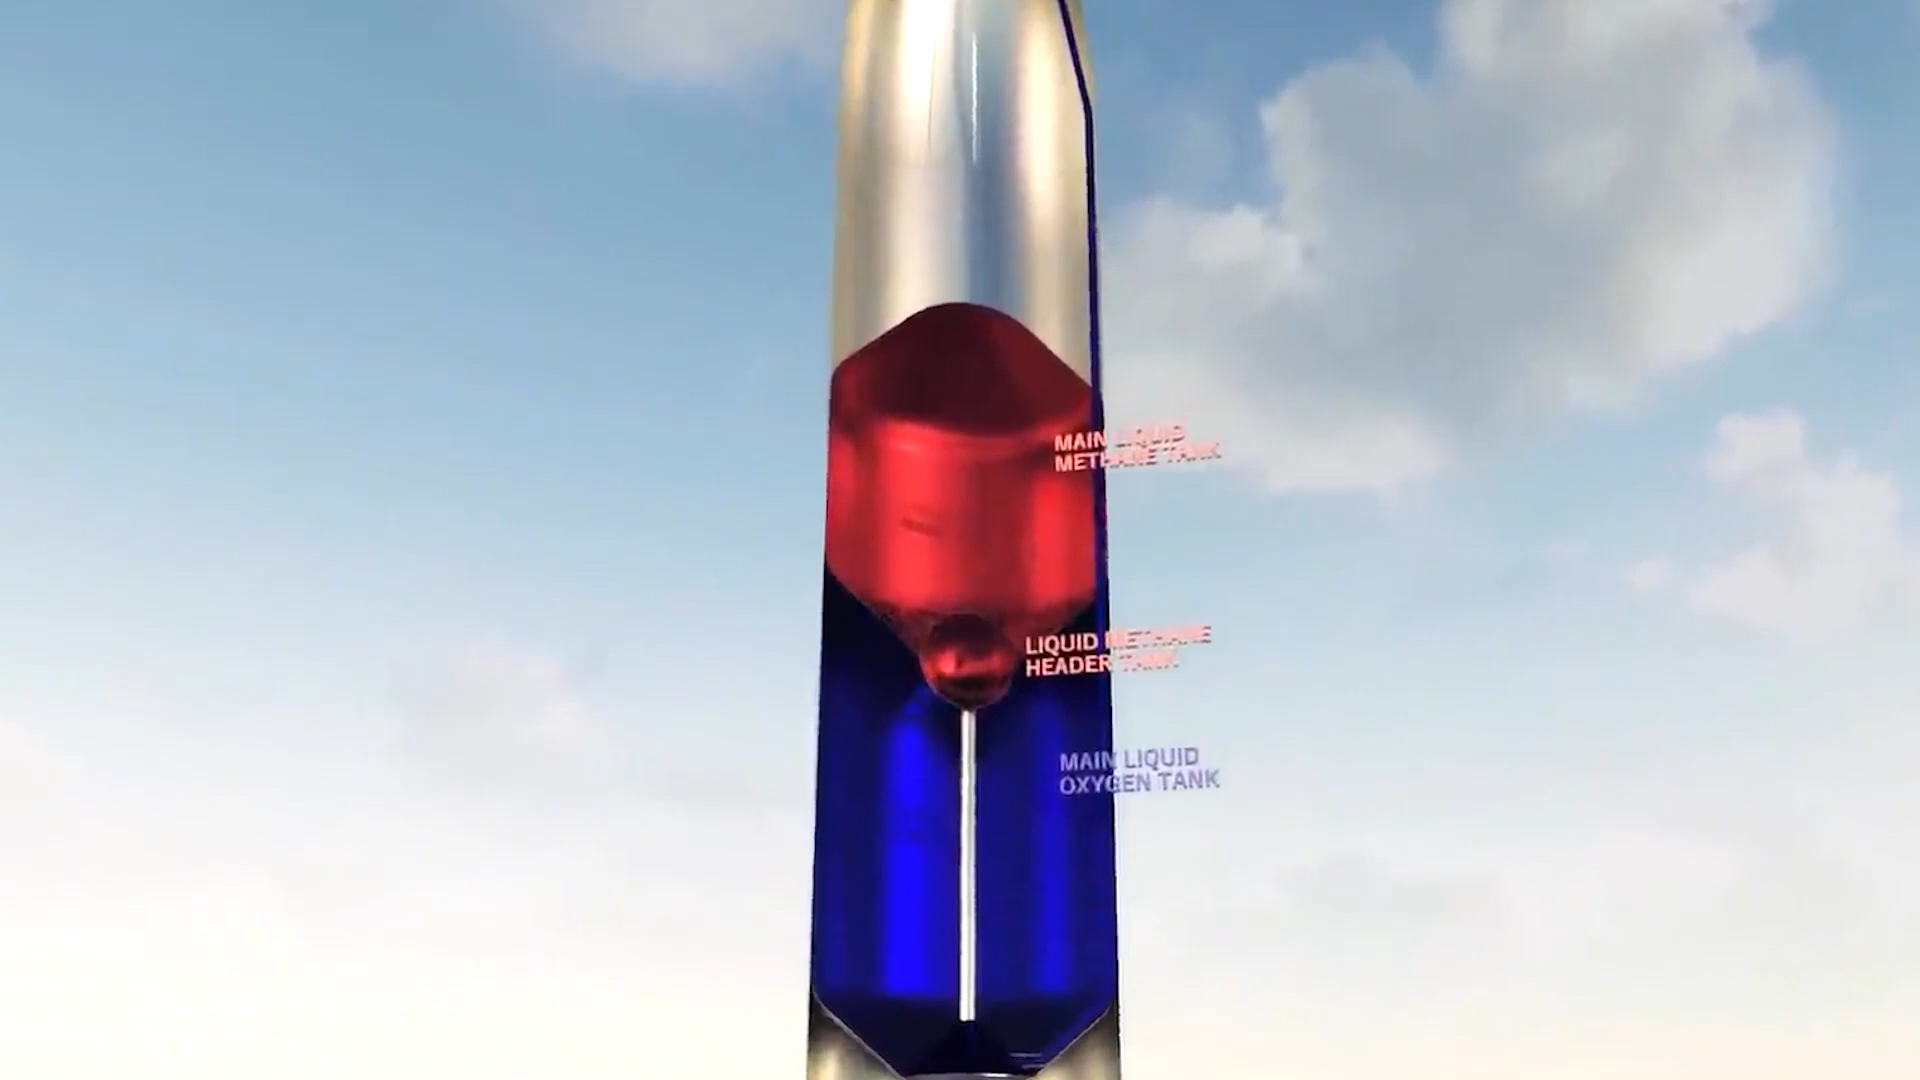 MAIN LIQUID
METHANE TANK
LIQUID METHANE
HEADER TANK
MAIN LIQUID
OXYGEN TANK